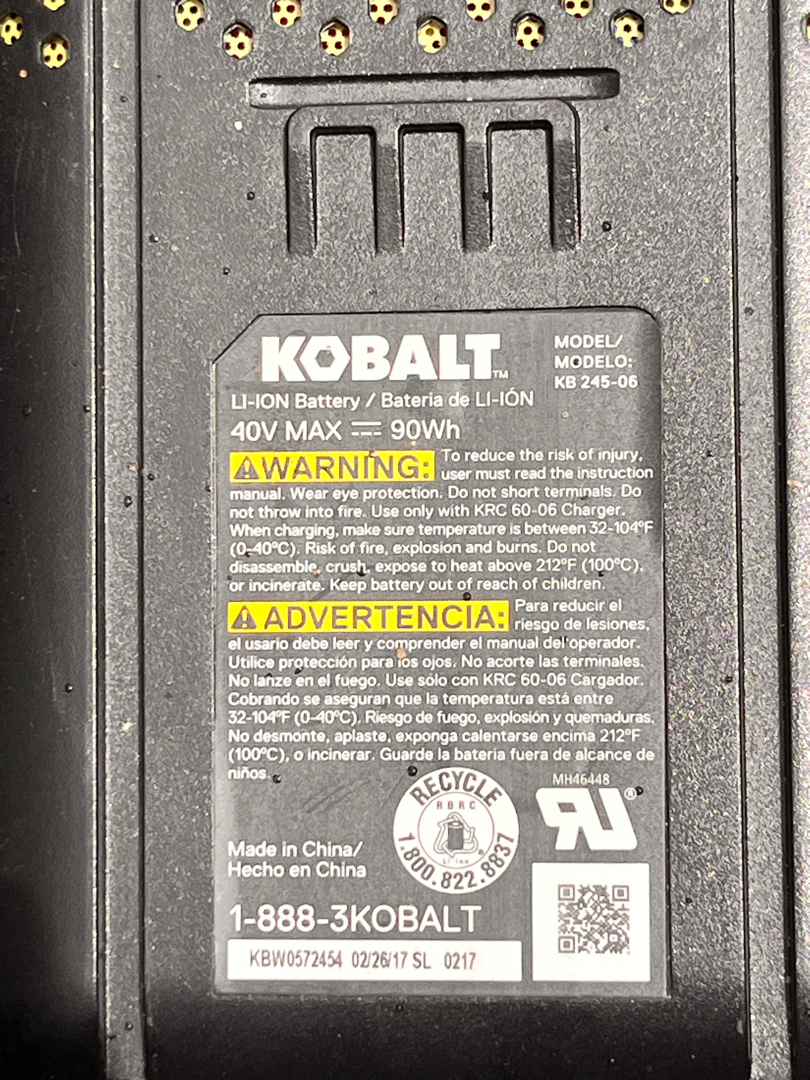 KOBALT™
MODEL/
MODELO:
KB 245-06
LI-ION Battery / Bateria de LI-IÓN
40V MAX ⎓ 90Wh
⚠WARNING: To reduce the risk of injury,
user must read the instruction
manual. Wear eye protection. Do not short terminals. Do
not throw into fire. Use only with KRC 60-06 Charger.
When charging, make sure temperature is between 32-104°F
(0-40°C). Risk of fire, explosion and burns. Do not
disassemble, crush, expose to heat above 212°F (100°C),
or incinerate. Keep battery out of reach of children.
⚠ADVERTENCIA: Para reducir el
riesgo de lesiones,
el usario debe leer y comprender el manual del operador.
Utilice protección para los ojos. No acorte las terminales.
No lanze en el fuego. Use sólo con KRC 60-06 Cargador.
Cobrando se aseguran que la temperatura está entre
32-104°F (0-40°C). Riesgo de fuego, explosión y quemaduras.
No desmonte, aplaste, exponga calentarse encima 212°F
(100°C), o incinerar. Guarde la bateria fuera de alcance de
niños.
RECYCLE
RBRC
Li-Ion
1.800.822.8837
MH46448
RU®
Made in China/
Hecho en China
1-888-3KOBALT
KBW0572454 02/26/17 SL 0217